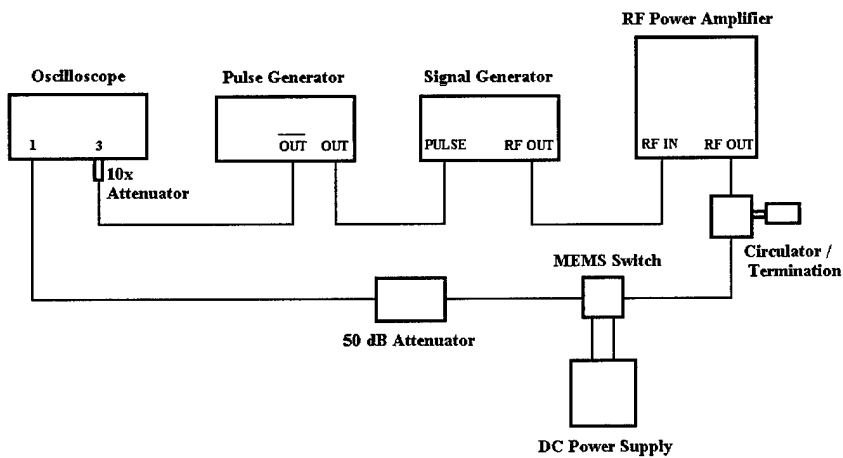 RF Power Amplifier
Oscilloscope
Pulse Generator
Signal Generator
1
3
OUT
OUT
PULSE
RF OUT
RF IN
RF OUT
10x
Attenuator
Circulator /
Termination
MEMS Switch
50 dB Attenuator
DC Power Supply